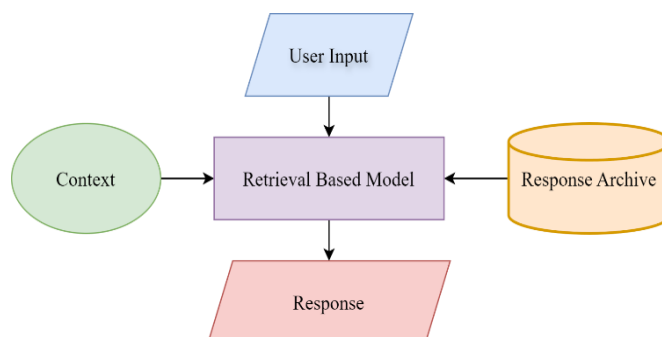 User Input
Context
Retrieval Based Model
Response Archive
Response